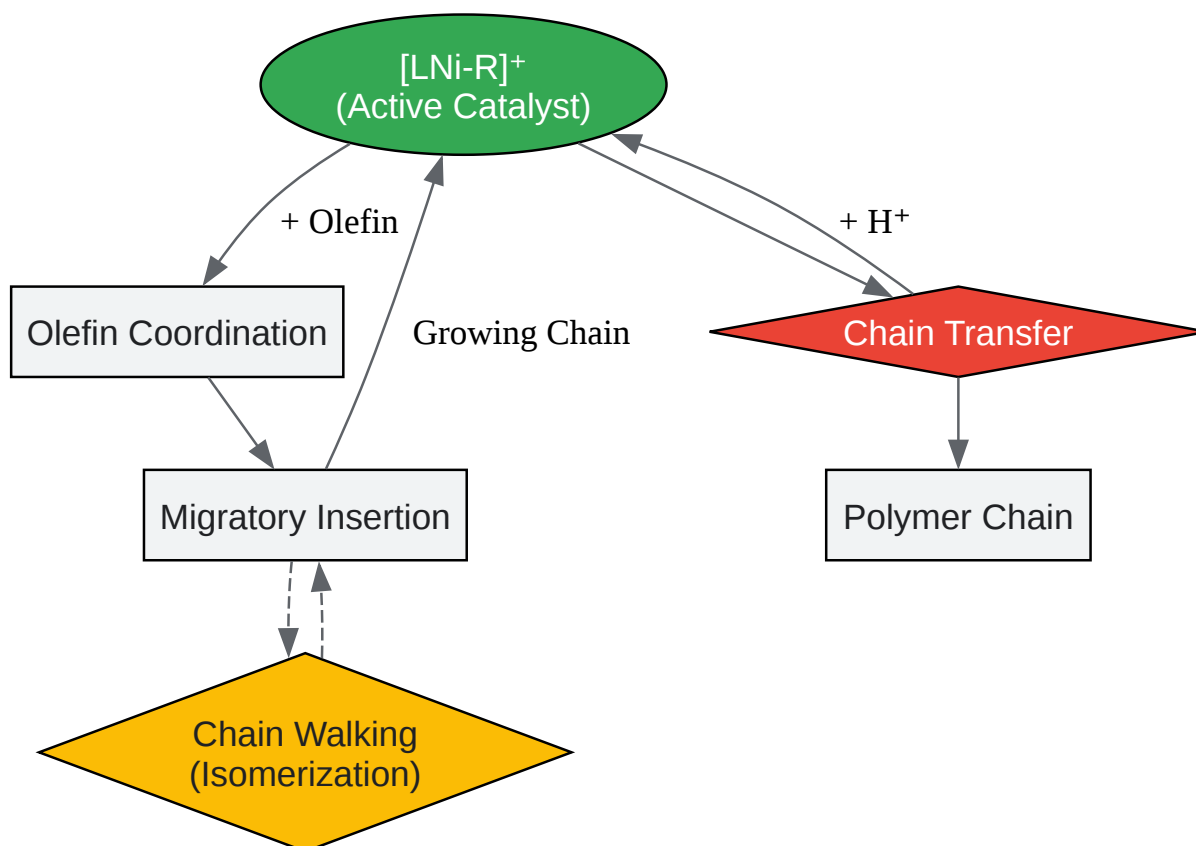 [LNi-R]⁺
(Active Catalyst)
+ Olefin
+ H⁺
Olefin Coordination
Growing Chain
Chain Transfer
Migratory Insertion
Polymer Chain
Chain Walking
(Isomerization)